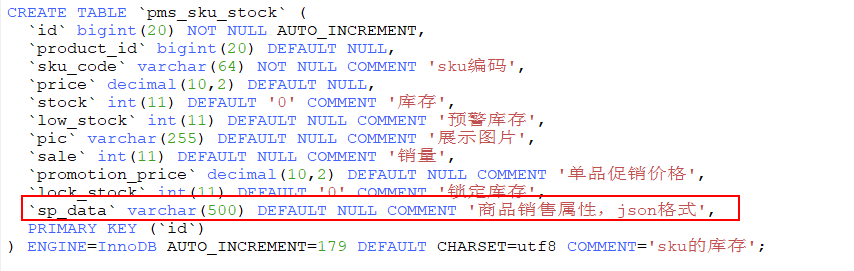 CREATE TABLE `pms_sku_stock` (
`id` bigint(20) NOT NULL AUTO_INCREMENT,
`product_id` bigint(20) DEFAULT NULL,
`sku_code` varchar(64) NOT NULL COMMENT 'sku编码',
`price` decimal(10,2) DEFAULT NULL,
`stock` int(11) DEFAULT '0' COMMENT '库存',
`low_stock` int(11) DEFAULT NULL COMMENT '预警库存',
`pic` varchar(255) DEFAULT NULL COMMENT '展示图片',
`sale` int(11) DEFAULT NULL COMMENT '销量',
`promotion_price` decimal(10,2) DEFAULT NULL COMMENT '单品促销价格',
`lock_stock` int(11) DEFAULT '0' COMMENT '锁定库存',
`sp_data` varchar(500) DEFAULT NULL COMMENT '商品销售属性，json格式',
PRIMARY KEY (`id`)
) ENGINE=InnoDB AUTO_INCREMENT=179 DEFAULT CHARSET=utf8 COMMENT='sku的库存';